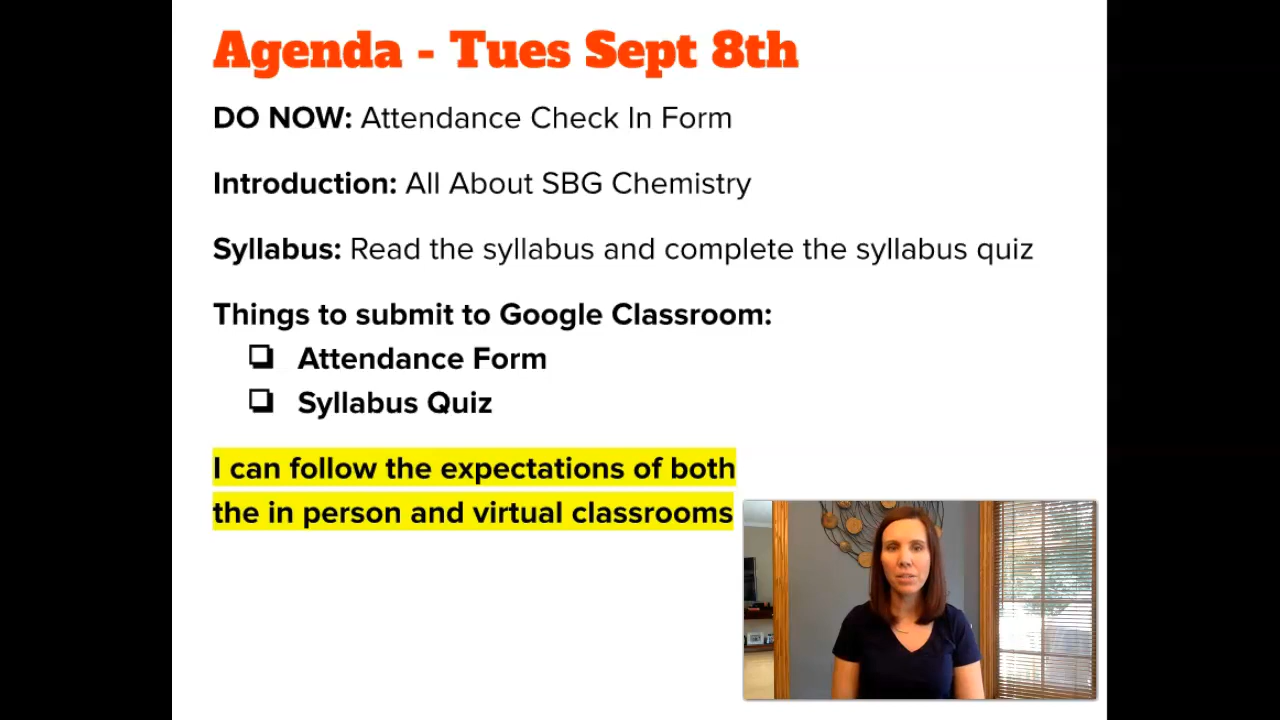 Agenda - Tues Sept 8th
DO NOW: Attendance Check In Form
Introduction: All About SBG Chemistry
Syllabus: Read the syllabus and complete the syllabus quiz
Things to submit to Google Classroom:
❏ Attendance Form
❏ Syllabus Quiz
I can follow the expectations of both
the in person and virtual classrooms